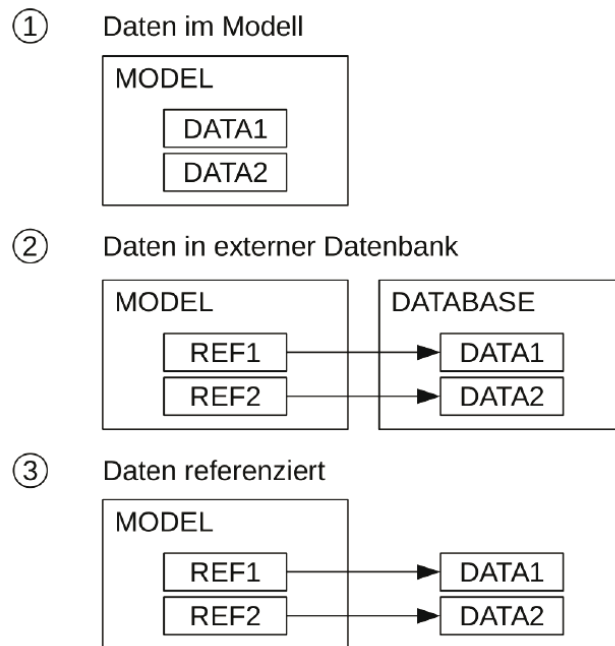 ① Daten im Modell
MODEL
DATA1
DATA2
② Daten in externer Datenbank
MODEL DATABASE
REF1 DATA1
REF2 DATA2
③ Daten referenziert
MODEL
REF1 DATA1
REF2 DATA2